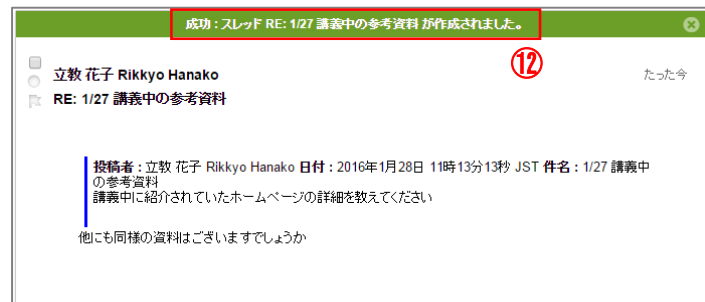 成功 : スレッド RE: 1/27 講義中の参考資料 が作成されました。
⑫
立教 花子 Rikkyo Hanako
たった今
RE: 1/27 講義中の参考資料
投稿者 : 立教 花子 Rikkyo Hanako 日付 : 2016年1月28日 11時13分13秒 JST 件名 : 1/27 講義中
の参考資料
講義中に紹介されていたホームページの詳細を教えてください
他にも同様の資料はございますでしょうか